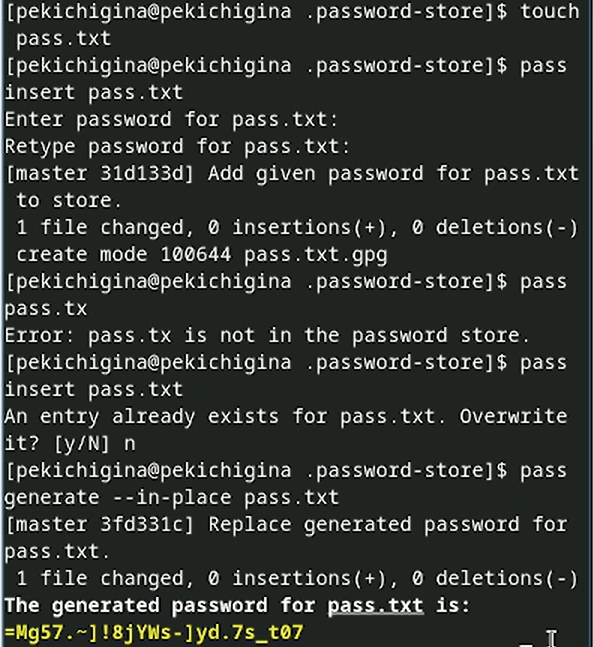 [pekichigina@pekichigina .password-store]$ touch
pass.txt
[pekichigina@pekichigina .password-store]$ pass
insert pass.txt
Enter password for pass.txt:
Retype password for pass.txt:
[master 31d133d] Add given password for pass.txt
to store.
1 file changed, 0 insertions(+), 0 deletions(-)
create mode 100644 pass.txt.gpg
[pekichigina@pekichigina .password-store]$ pass
pass.tx
Error: pass.tx is not in the password store.
[pekichigina@pekichigina .password-store]$ pass
insert pass.txt
An entry already exists for pass.txt. Overwrite
it? [y/N] n
[pekichigina@pekichigina .password-store]$ pass
generate --in-place pass.txt
[master 3fd331c] Replace generated password for
pass.txt.
1 file changed, 0 insertions(+), 0 deletions(-)
The generated password for pass.txt is:
=Mg57.~]!8jYWs-]yd.7s_t07